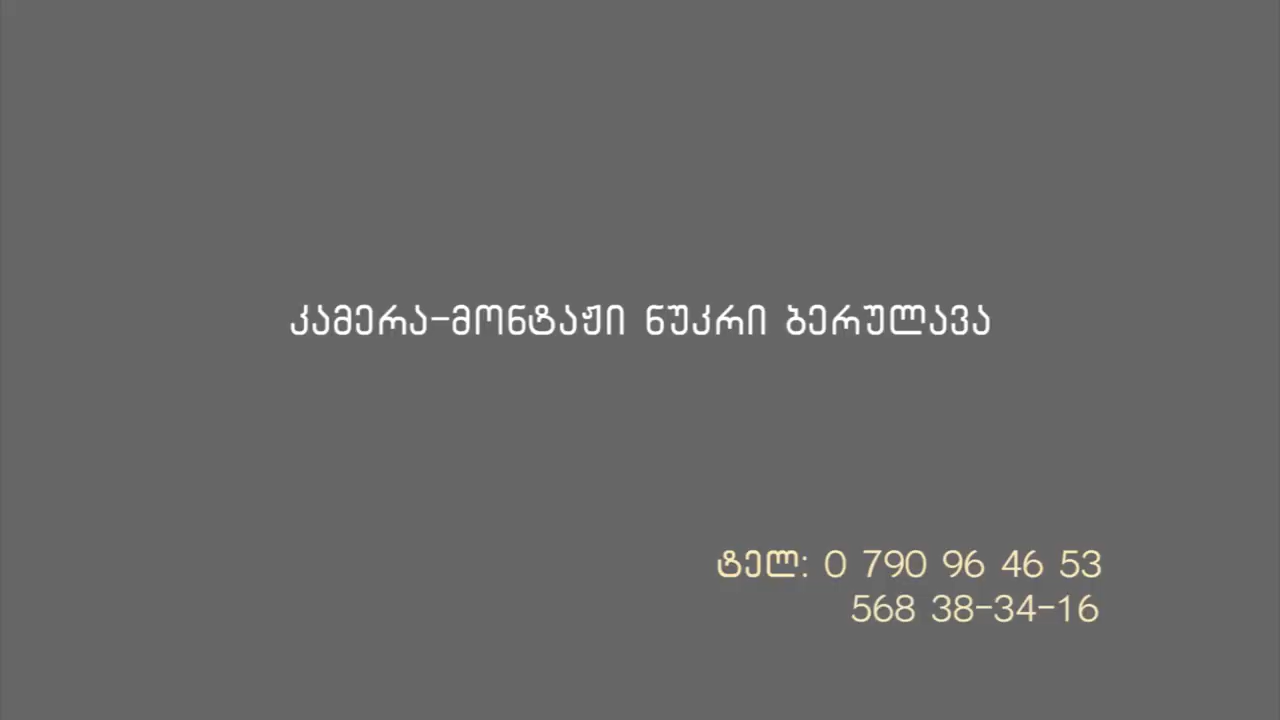 კამერა-მონტაჟი ნუკრი ბერულავა
ტელ: 0 790 96 46 53
568 38-34-16